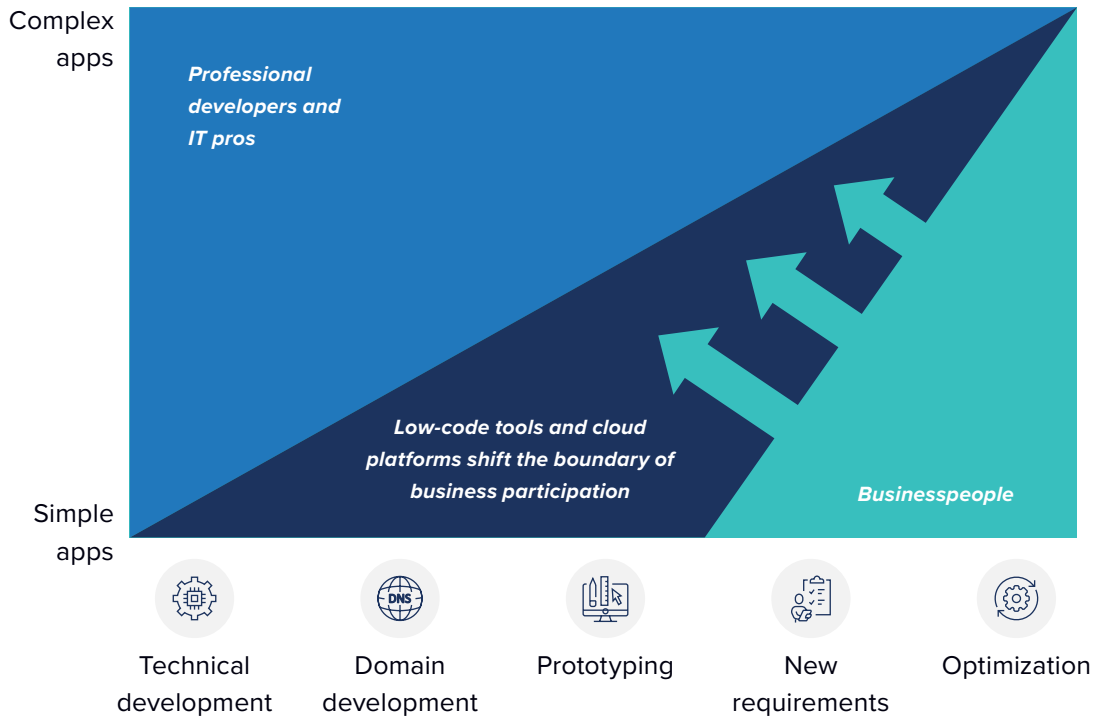 Complex
apps
Professional
developers and
IT pros
Low-code tools and cloud
platforms shift the boundary of
business participation
Businesspeople
Simple
apps
DNS
Technical
development
Domain
development
Prototyping
New
requirements
Optimization